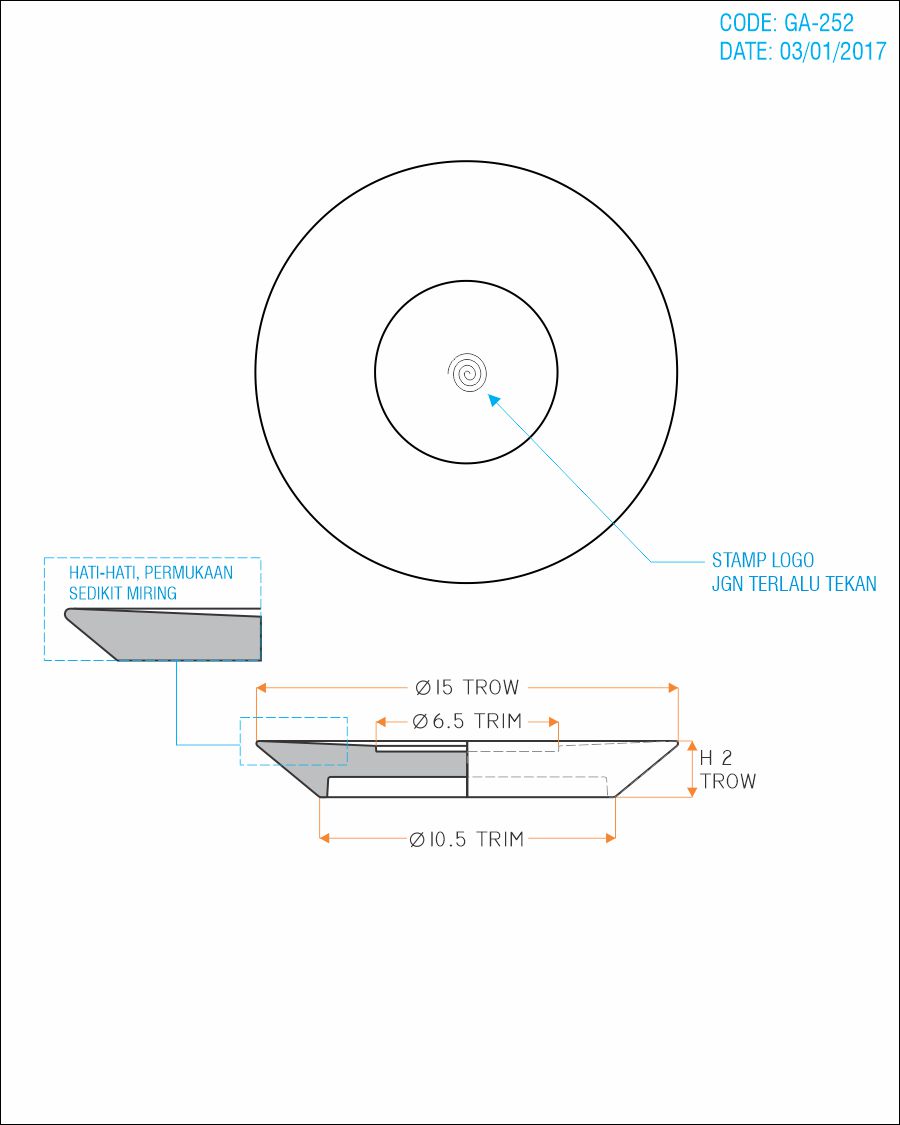 CODE: GA-252
DATE: 03/01/2017
STAMP LOGO
JGN TERLALU TEKAN
HATI-HATI, PERMUKAAN
SEDIKIT MIRING
Ø15 TROW
Ø6.5 TRIM
H 2
TROW
Ø10.5 TRIM